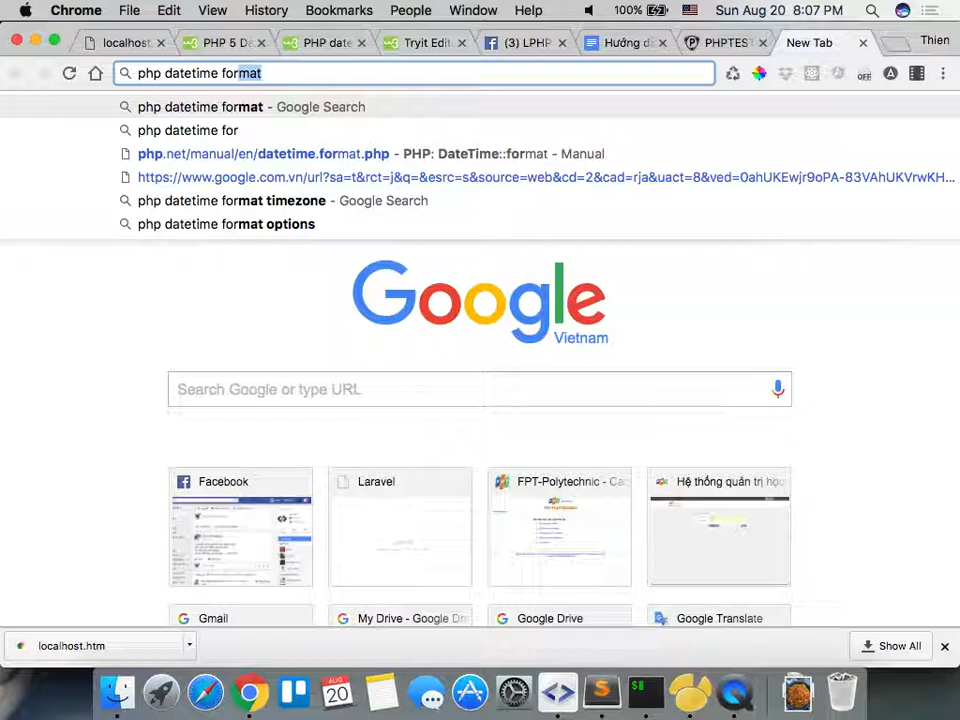 Chrome File Edit View History Bookmarks People Window Help 100% Sun Aug 20 8:07 PM
localhost. PHP 5 Da PHP date Tryit Edit (3) LPHP Hướng d PHPTES New Tab Thien
php datetime format
OFF
php datetime format - Google Search
php datetime for
php.net/manual/en/datetime.format.php - PHP: DateTime::format - Manual
https://www.google.com.vn/url?sa=t&rct=j&q=&esrc=s&source=web&cd=2&cad=rja&uact=8&ved=0ahUKEwjr9oPA-83VAhUVrwKH...
php datetime format timezone - Google Search
php datetime format options
Google
Vietnam
Search Google or type URL
Facebook Laravel FPT-Polytechnic - Ca Hệ thống quản trị học
Gmail My Drive - Google Dr Google Drive Google Translate
localhost.htm Show All
AUG
20